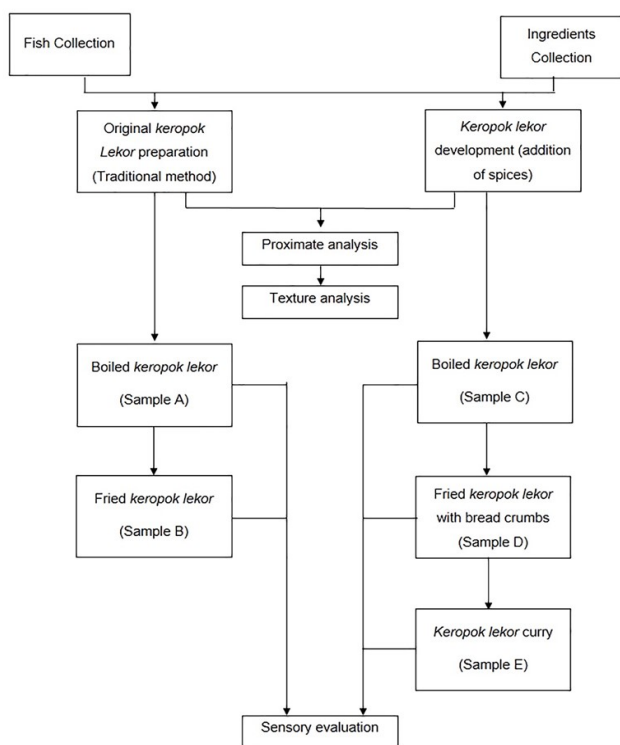 Fish Collection
Ingredients
Collection
Original keropok
Lekor preparation
(Traditional method)
Keropok lekor
development (addition
of spices)
Proximate analysis
Texture analysis
Boiled keropok lekor
(Sample A)
Boiled keropok lekor
(Sample C)
Fried keropok lekor
(Sample B)
Fried keropok lekor
with bread crumbs
(Sample D)
Keropok lekor curry
(Sample E)
Sensory evaluation